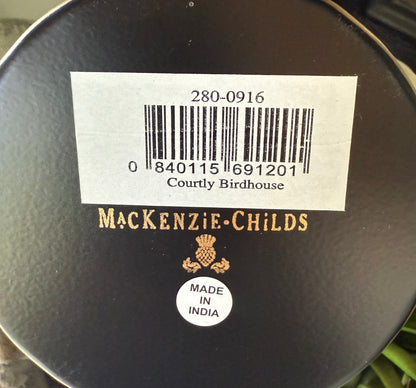 280-0916
0 840115 691201
Courtly Birdhouse
MACKENZiE·CHiLDS
MADE
IN
INDIA